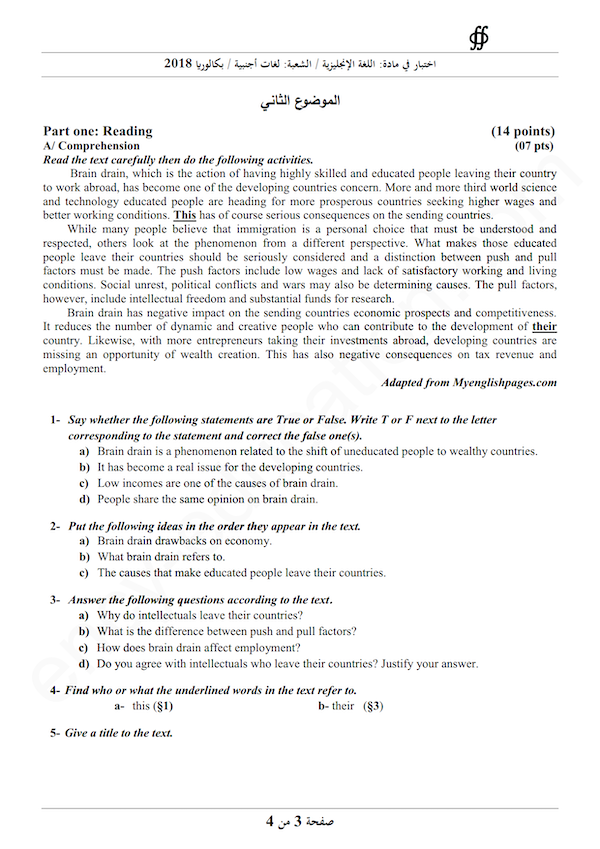 اختبار في مادة: اللغة الإنجليزية / الشعبة: لغات أجنبية / بكالوريا 2018
الموضوع الثاني
Part one: Reading (14 points)
A/ Comprehension (07 pts)
Read the text carefully then do the following activities.
Brain drain, which is the action of having highly skilled and educated people leaving their country
to work abroad, has become one of the developing countries concern. More and more third world science
and technology educated people are heading for more prosperous countries seeking higher wages and
better working conditions. This has of course serious consequences on the sending countries.
While many people believe that immigration is a personal choice that must be understood and
respected, others look at the phenomenon from a different perspective. What makes those educated
people leave their countries should be seriously considered and a distinction between push and pull
factors must be made. The push factors include low wages and lack of satisfactory working and living
conditions. Social unrest, political conflicts and wars may also be determining causes. The pull factors,
however, include intellectual freedom and substantial funds for research.
Brain drain has negative impact on the sending countries economic prospects and competitiveness.
It reduces the number of dynamic and creative people who can contribute to the development of their
country. Likewise, with more entrepreneurs taking their investments abroad, developing countries are
missing an opportunity of wealth creation. This has also negative consequences on tax revenue and
employment.
Adapted from Myenglishpages.com
1- Say whether the following statements are True or False. Write T or F next to the letter
corresponding to the statement and correct the false one(s).
a) Brain drain is a phenomenon related to the shift of uneducated people to wealthy countries.
b) It has become a real issue for the developing countries.
c) Low incomes are one of the causes of brain drain.
d) People share the same opinion on brain drain.
2- Put the following ideas in the order they appear in the text.
a) Brain drain drawbacks on economy.
b) What brain drain refers to.
c) The causes that make educated people leave their countries.
3- Answer the following questions according to the text.
a) Why do intellectuals leave their countries?
b) What is the difference between push and pull factors?
c) How does brain drain affect employment?
d) Do you agree with intellectuals who leave their countries? Justify your answer.
4- Find who or what the underlined words in the text refer to.
a- this (§1) b- their (§3)
5- Give a title to the text.
صفحة 3 من 4